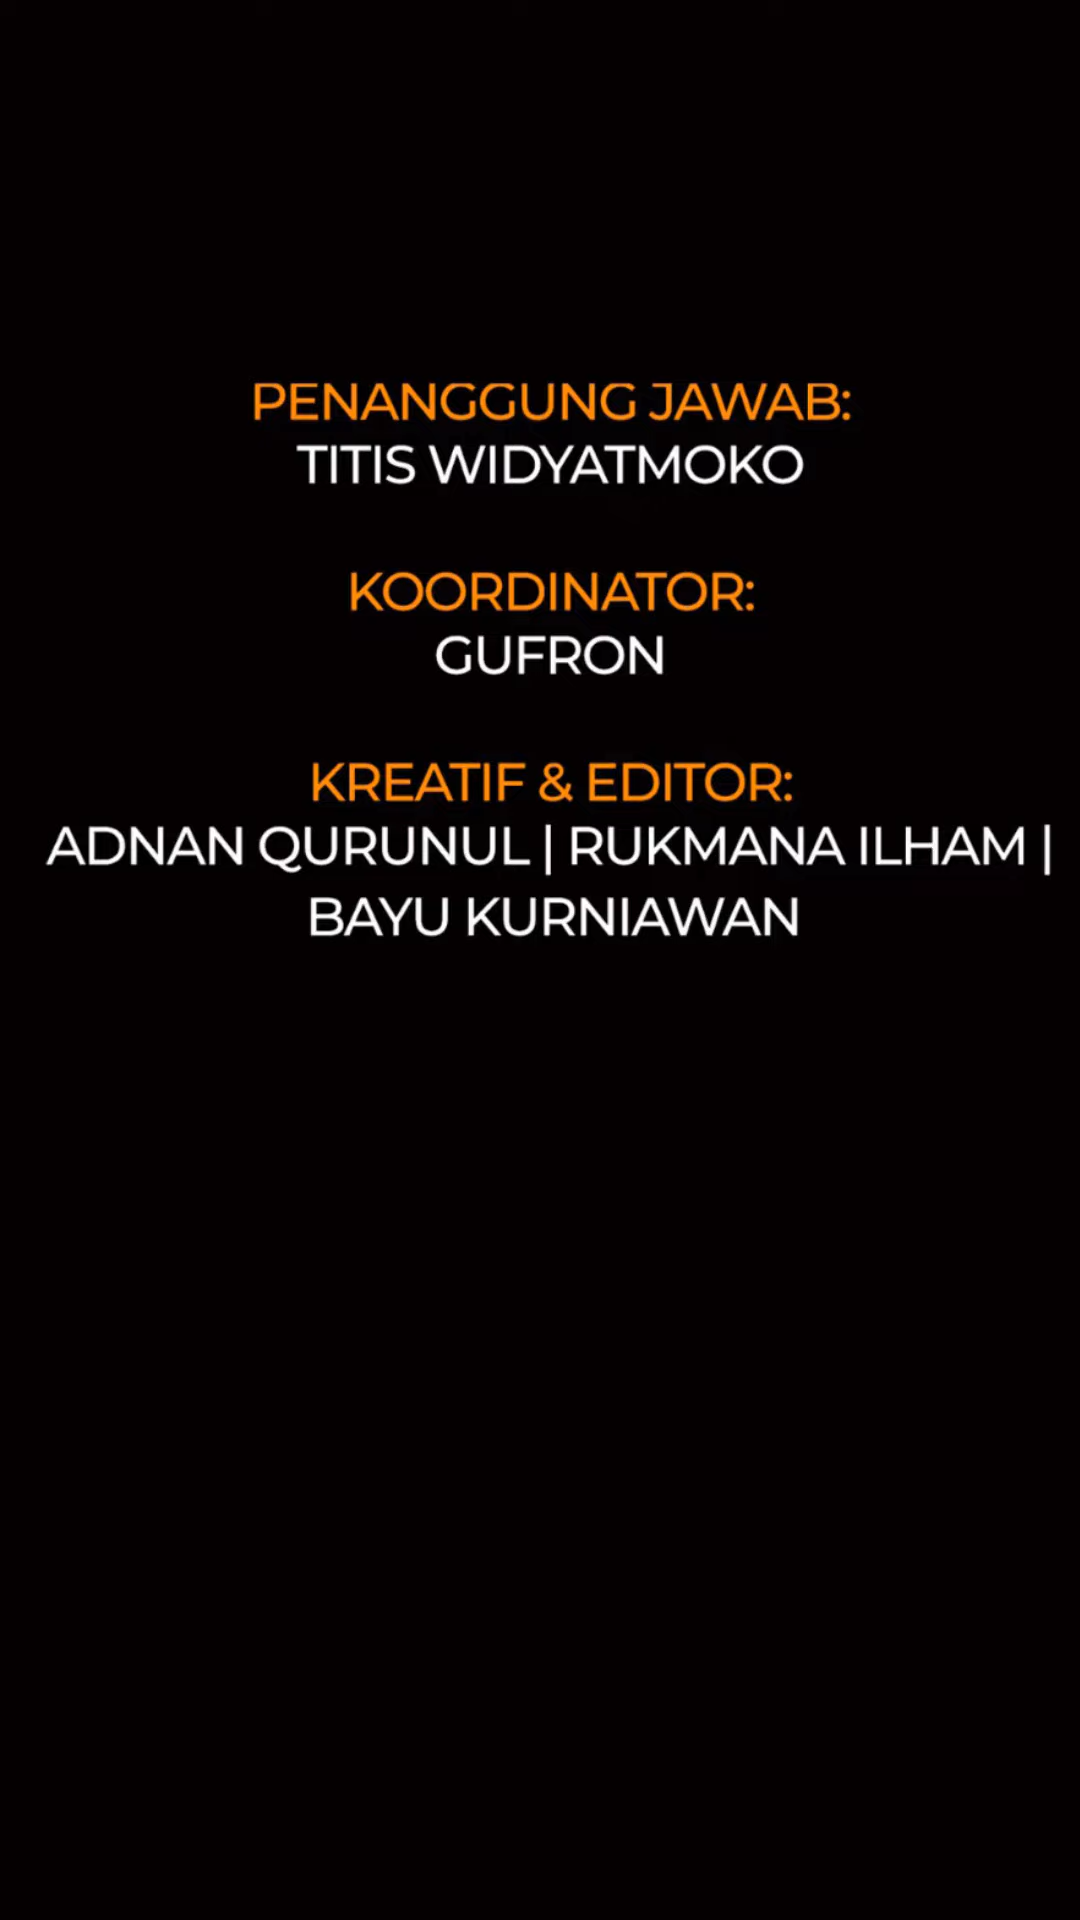 PENANGGUNG JAWAB:
TITIS WIDYATMOKO
KOORDINATOR:
GUFRON
KREATIF & EDITOR:
ADNAN QURUNUL | RUKMANA ILHAM |
BAYU KURNIAWAN